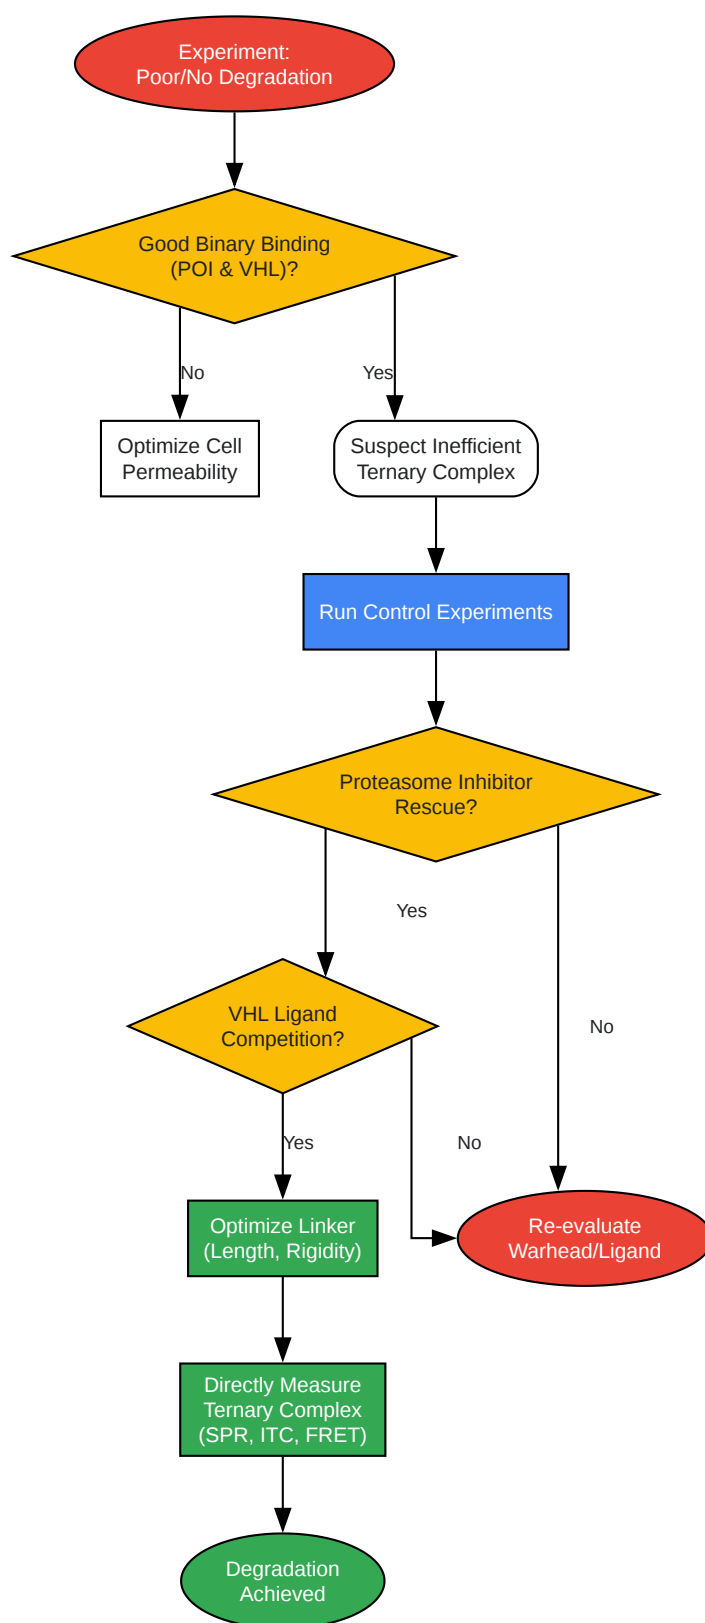 Experiment:
Poor/No Degradation
Good Binary Binding
(POI & VHL)?
No
Yes
Optimize Cell
Permeability
Suspect Inefficient
Ternary Complex
Run Control Experiments
Proteasome Inhibitor
Rescue?
Yes
No
VHL Ligand
Competition?
Yes
No
Optimize Linker
(Length, Rigidity)
Re-evaluate
Warhead/Ligand
Directly Measure
Ternary Complex
(SPR, ITC, FRET)
Degradation
Achieved